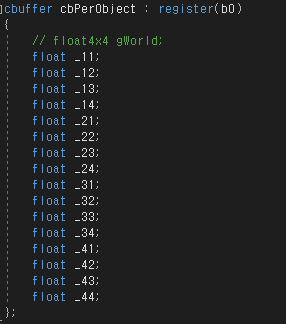 cbuffer cbPerObject : register(b0)
{
// float4x4 gWorld;
float _11;
float _12;
float _13;
float _14;
float _21;
float _22;
float _23;
float _24;
float _31;
float _32;
float _33;
float _34;
float _41;
float _42;
float _43;
float _44;
};